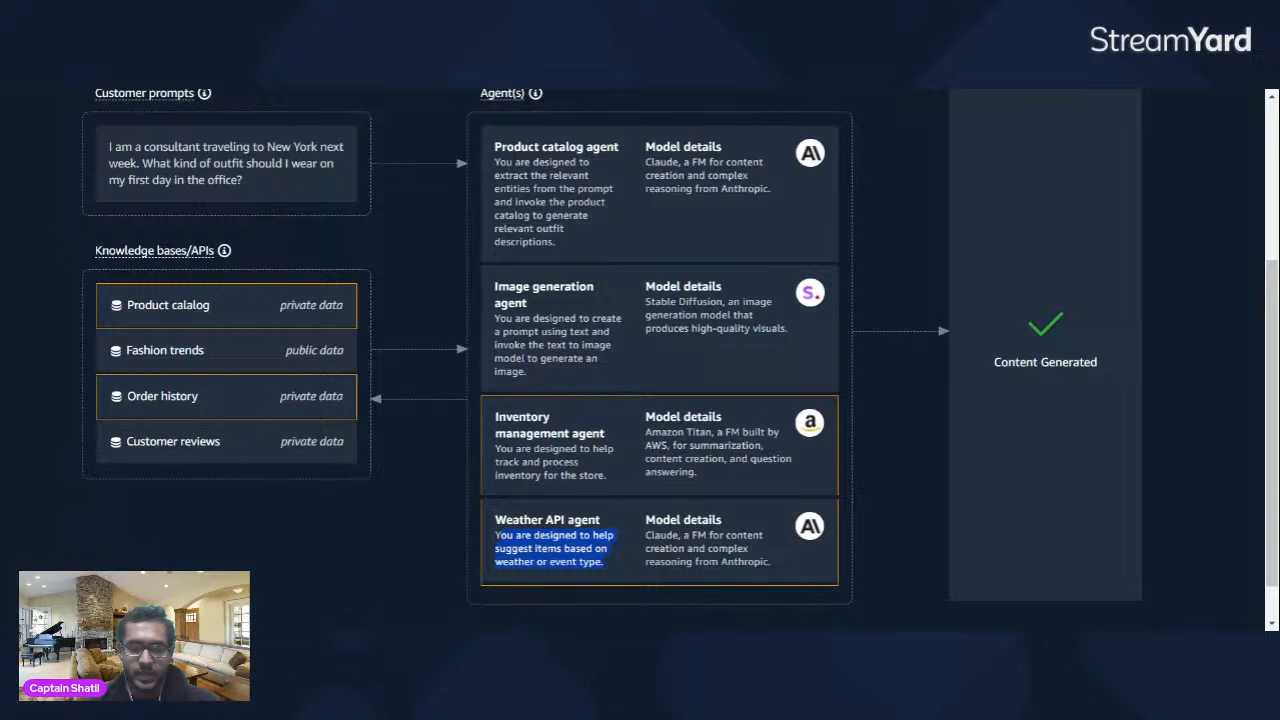 StreamYard
Customer prompts
I am a consultant traveling to New York next
week. What kind of outfit should I wear on
my first day in the office?
Knowledge bases/APIs
Product calalog private data
Fashion trends public data
Order history private data
Customer reviews private data
Agent(s)
Product catalog agent
You are designed to
extract the relevant
entities from the prompt
and invoke the product
catalog to generate
relevant outfit
descriptions.
Model details
Claude, a FM for content
creation and complex
reasoning from Anthropic.
Image generation
agent
You are designed to create
a prompt using text and
invoke the text to image
model to generate an
image.
Model details
Stable Diffusion, an image
generation model that
produces high-quality visuals.
S.
Inventory
management agent
You are designed to help
track and process
inventory for the store.
Model details
Amazon Titan, a FM built by
AWS, for summarization,
content creation, and question
answering.
a
Weather API agent
You are designed to help
suggest items based on
weather or event type.
Model details
Claude, a FM for content
creation and complex
reasoning from Anthropic.
Content Generated
Captain Shatil